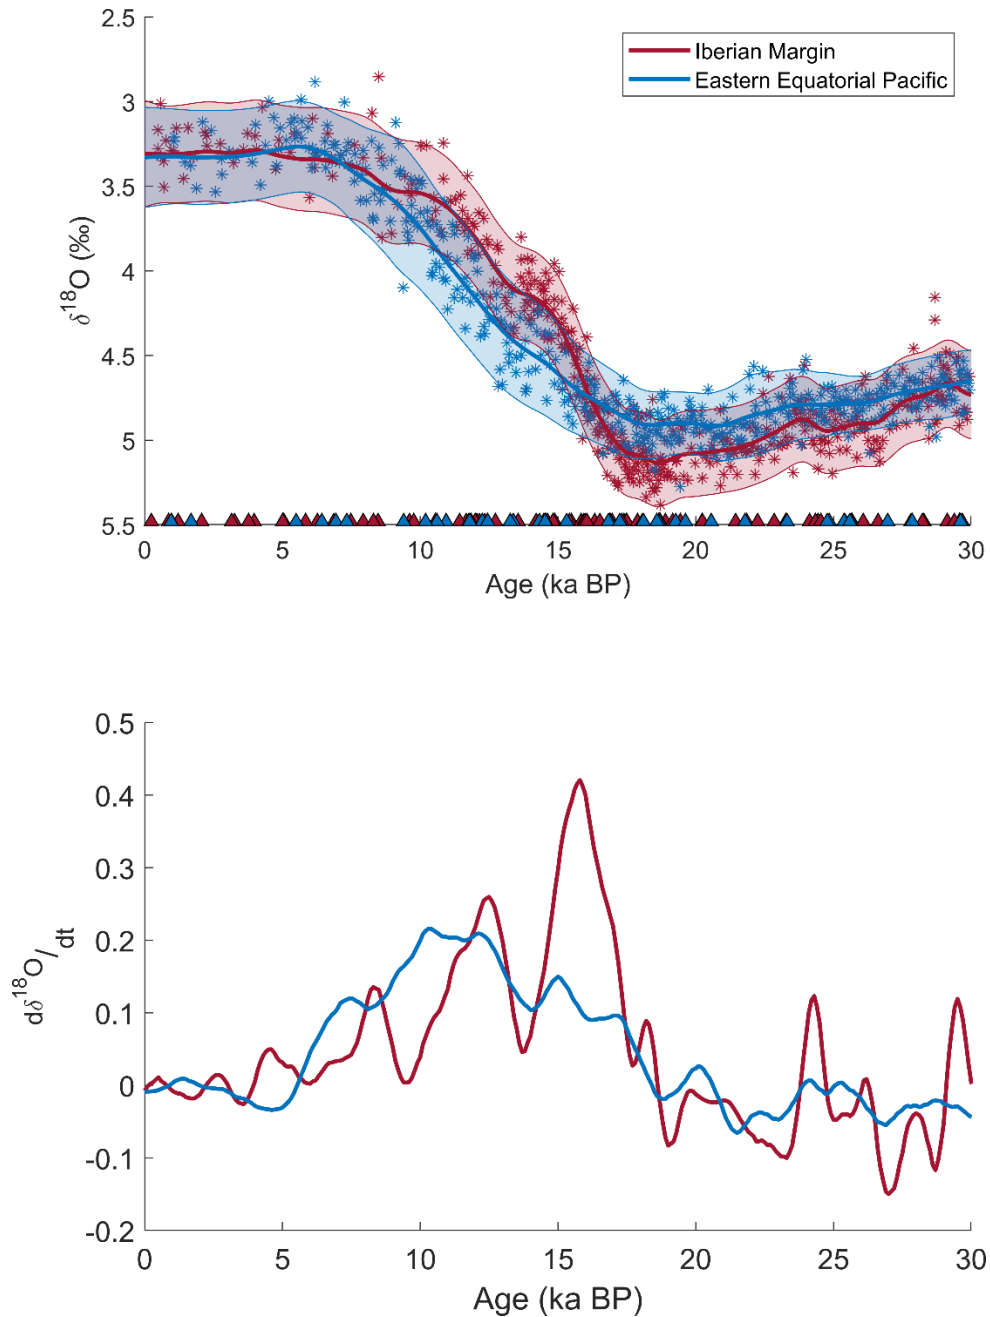 2.5
3
3.5
4
4.5
5
5.5
δ18O (‰)
Iberian Margin
Eastern Equatorial Pacific
0 5 10 15 20 25 30
Age (ka BP)
0.5
0.4
0.3
0.2
0.1
0
-0.1
-0.2
dδ18O/dt
0 5 10 15 20 25 30
Age (ka BP)